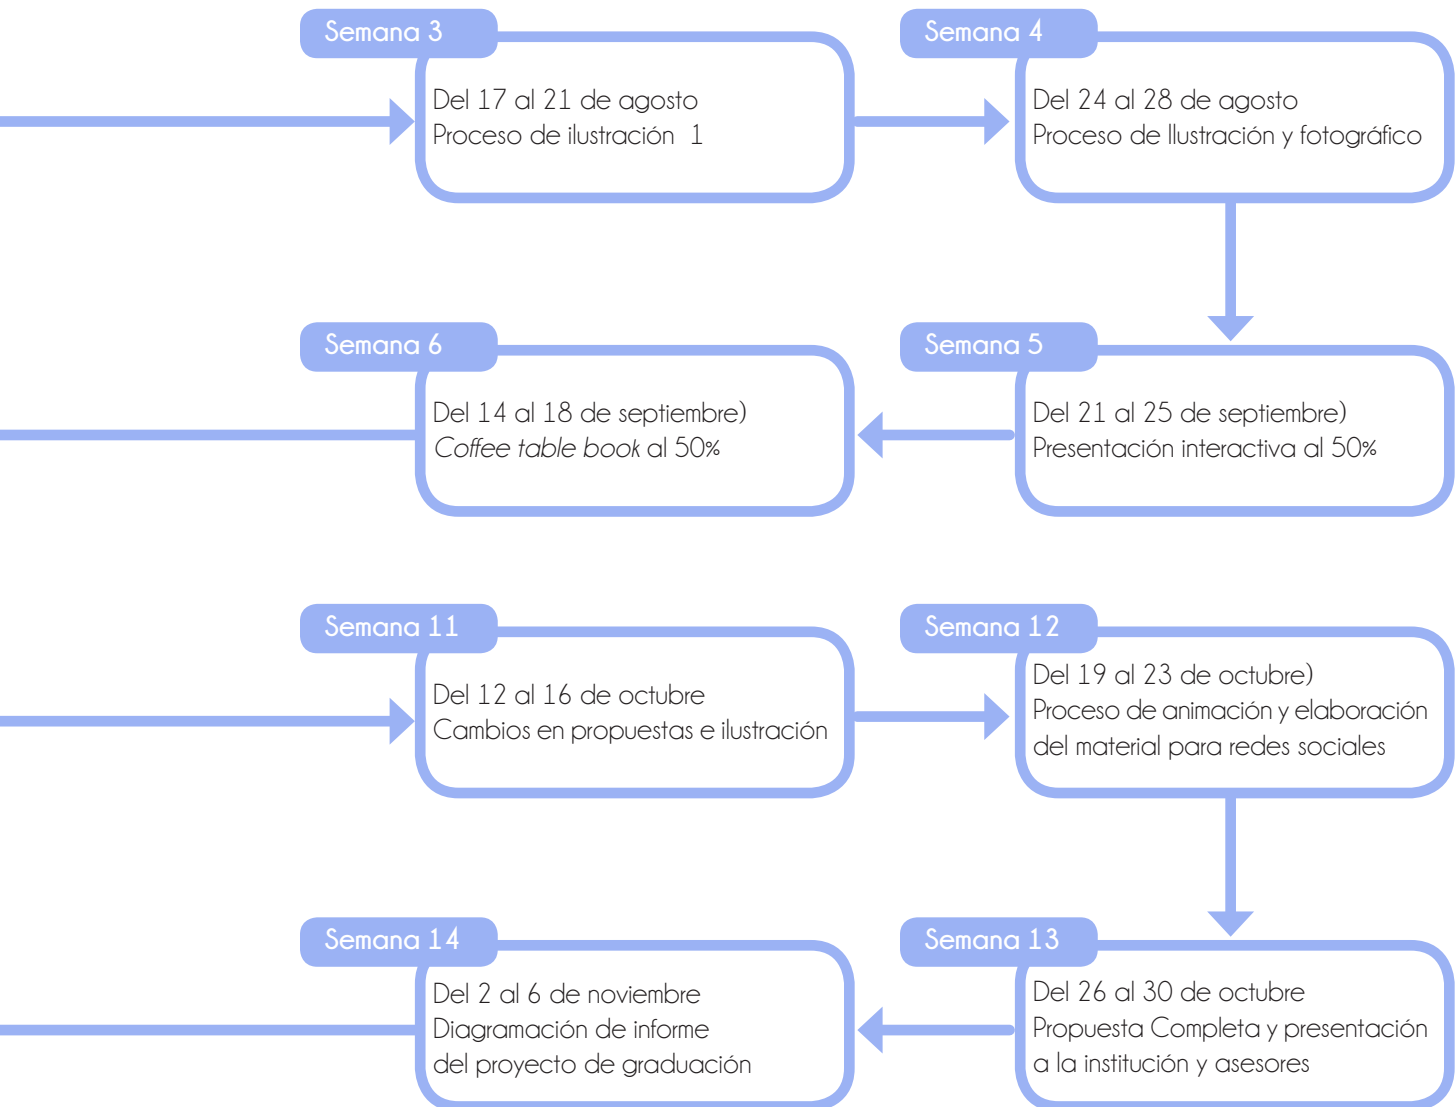 Semana 3
Del 17 al 21 de agosto
Proceso de ilustración 1
Semana 4
Del 24 al 28 de agosto
Proceso de Ilustración y fotográfico
Semana 5
Del 21 al 25 de septiembre)
Presentación interactiva al 50%
Semana 6
Del 14 al 18 de septiembre)
Coffee table book al 50%
Semana 11
Del 12 al 16 de octubre
Cambios en propuestas e ilustración
Semana 12
Del 19 al 23 de octubre)
Proceso de animación y elaboración
del material para redes sociales
Semana 13
Del 26 al 30 de octubre
Propuesta Completa y presentación
a la institución y asesores
Semana 14
Del 2 al 6 de noviembre
Diagramación de informe
del proyecto de graduación